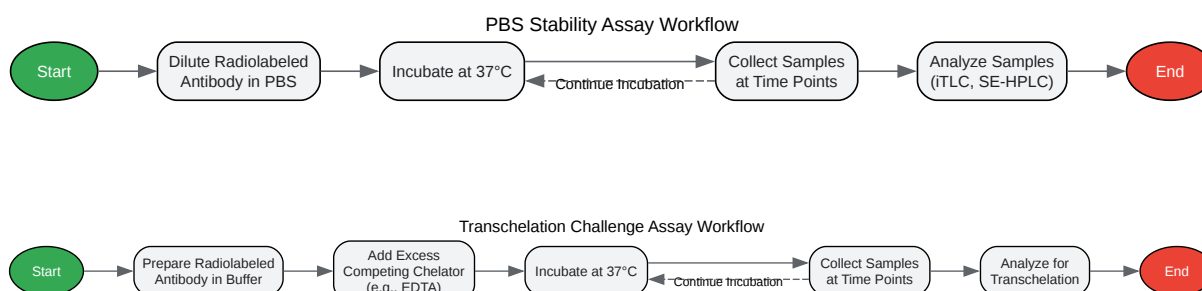 PBS Stability Assay Workflow
Start
Dilute Radiolabeled
Antibody in PBS
Incubate at 37°C
Continue Incubation
Collect Samples
at Time Points
Analyze Samples
(iTLC, SE-HPLC)
End
Transchelation Challenge Assay Workflow
Start
Prepare Radiolabeled
Antibody in Buffer
Add Excess
Competing Chelator
(e.g., EDTA)
Incubate at 37°C
Continue Incubation
Collect Samples
at Time Points
Analyze for
Transchelation
End